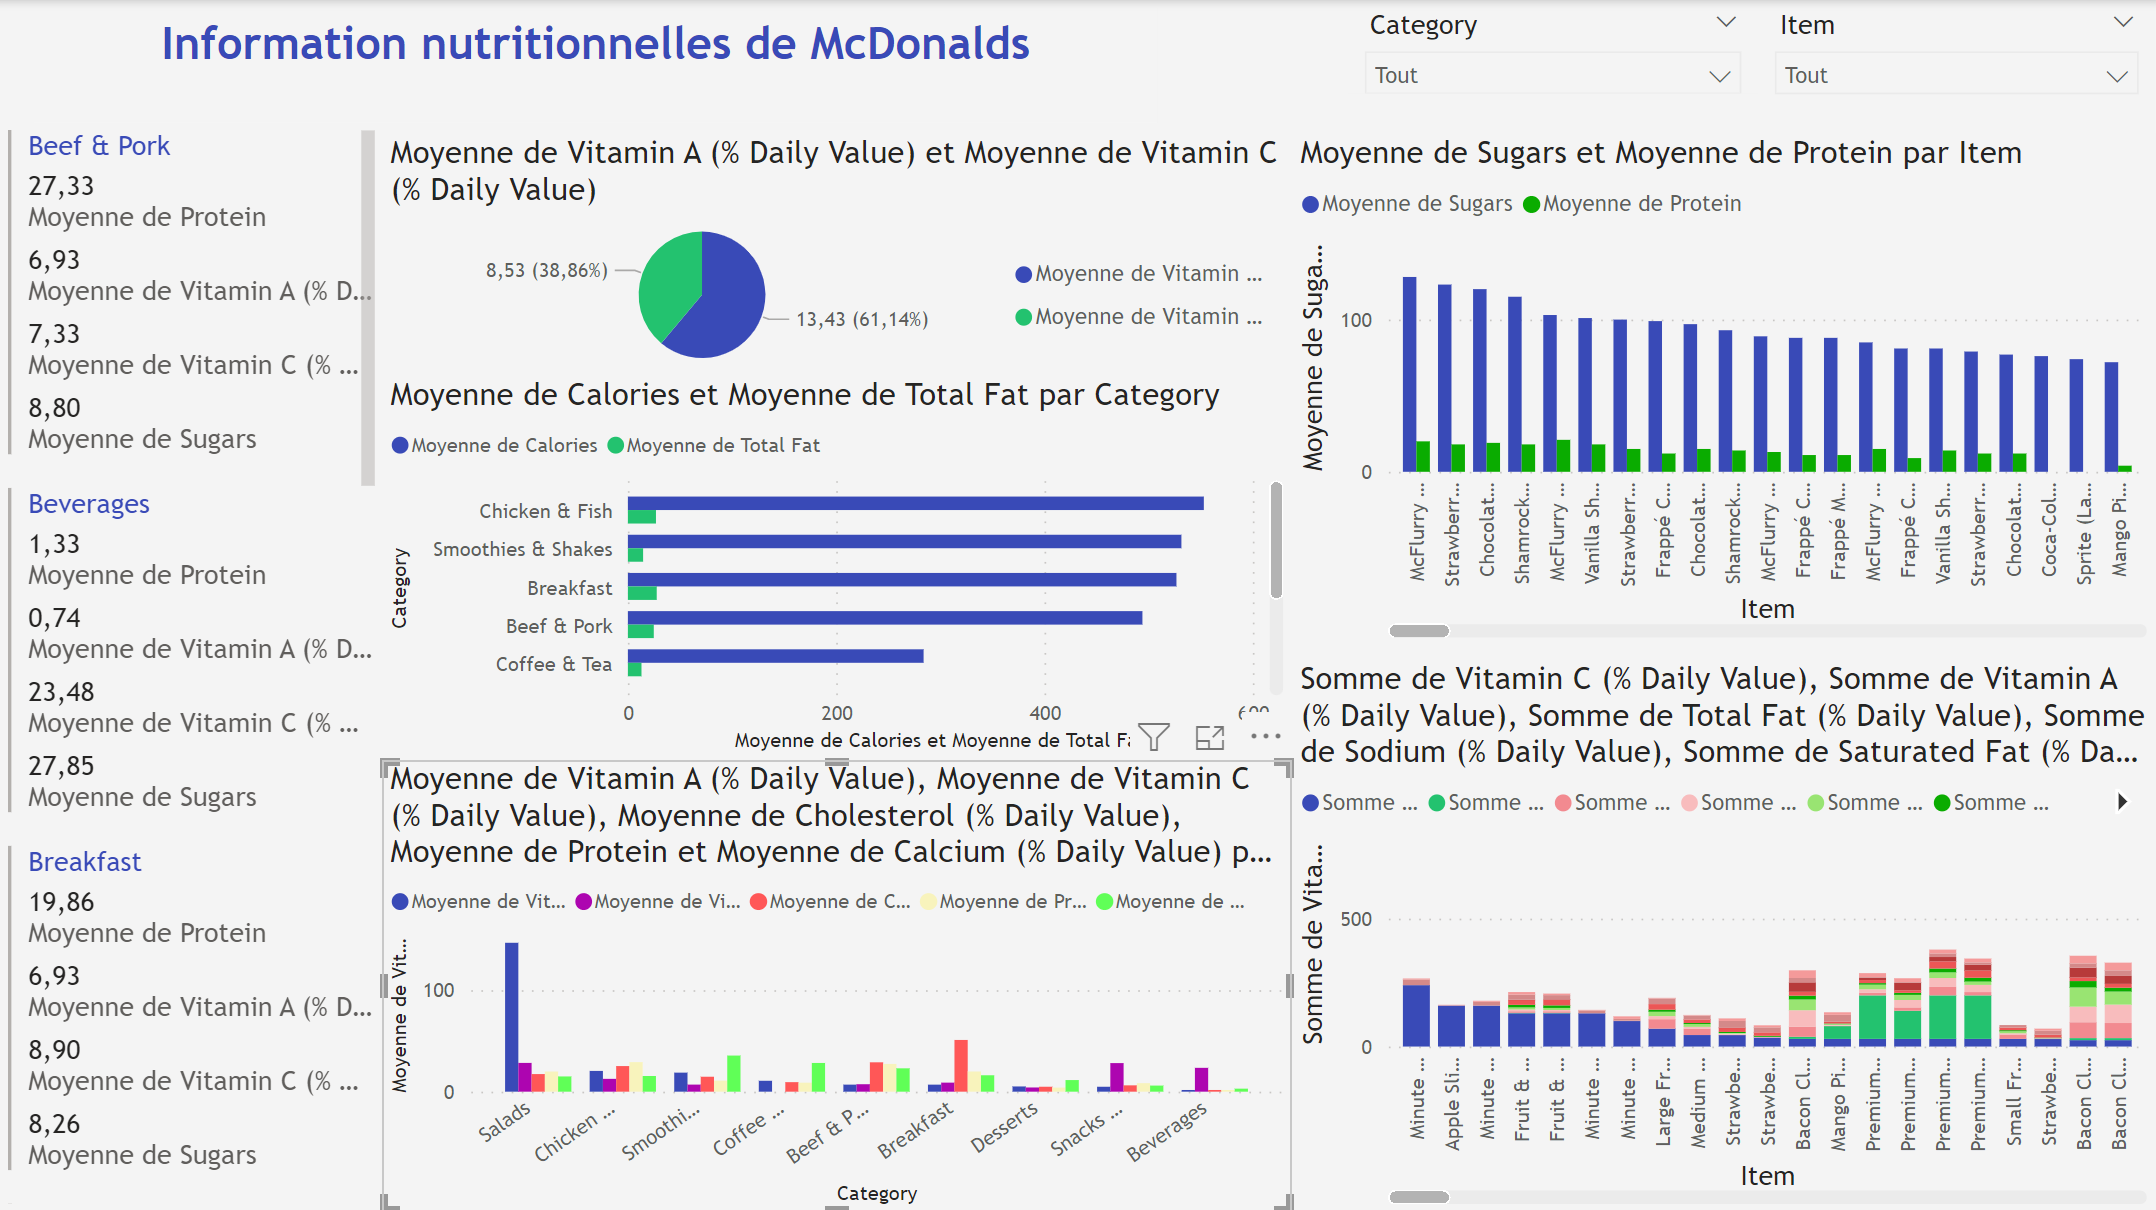 Information nutritionnelles de McDonalds
Category
Tout
Item
Tout
Beef & Pork
27,33
Moyenne de Protein
6,93
Moyenne de Vitamin A (% D...
7,33
Moyenne de Vitamin C (% ...
8,80
Moyenne de Sugars
Beverages
1,33
Moyenne de Protein
0,74
Moyenne de Vitamin A (% D...
23,48
Moyenne de Vitamin C (% ...
27,85
Moyenne de Sugars
Breakfast
19,86
Moyenne de Protein
6,93
Moyenne de Vitamin A (% D...
8,90
Moyenne de Vitamin C (% ...
8,26
Moyenne de Sugars
Moyenne de Vitamin A (% Daily Value) et Moyenne de Vitamin C
(% Daily Value)
8,53 (38,86%)
13,43 (61,14%)
Moyenne de Vitamin ...
Moyenne de Vitamin ...
Moyenne de Calories et Moyenne de Total Fat par Category
Moyenne de Calories
Moyenne de Total Fat
Category
Chicken & Fish
Smoothies & Shakes
Breakfast
Beef & Pork
Coffee & Tea
0
200
400
600
Moyenne de Calories et Moyenne de Total Fa
Moyenne de Vitamin A (% Daily Value), Moyenne de Vitamin C
(% Daily Value), Moyenne de Cholesterol (% Daily Value),
Moyenne de Protein et Moyenne de Calcium (% Daily Value) p...
Moyenne de Vit...
Moyenne de Vi...
Moyenne de C...
Moyenne de Pr...
Moyenne de ...
Moyenne de Vit...
100
0
Salads
Chicken ...
Smoothi...
Coffee ...
Beef & P...
Breakfast
Desserts
Snacks ...
Beverages
Category
Moyenne de Sugars et Moyenne de Protein par Item
Moyenne de Sugars
Moyenne de Protein
Moyenne de Suga...
100
0
McFlurry ...
Strawberr...
Chocolat...
Shamrock...
McFlurry ...
Vanilla Sh...
Strawberr...
Frappé C...
Chocolat...
Shamrock...
McFlurry ...
Frappé C...
Frappé M...
McFlurry ...
Frappé C...
Vanilla Sh...
Strawberr...
Chocolat...
Coca-Col...
Sprite (La...
Mango Pi...
Item
Somme de Vitamin C (% Daily Value), Somme de Vitamin A
(% Daily Value), Somme de Total Fat (% Daily Value), Somme
de Sodium (% Daily Value), Somme de Saturated Fat (% Da...
Somme ...
Somme ...
Somme ...
Somme ...
Somme ...
Somme ...
Somme de Vita...
500
0
Minute ...
Apple Sli...
Minute ...
Fruit & ...
Fruit & ...
Minute ...
Minute ...
Large Fr...
Medium ...
Strawbe...
Strawbe...
Bacon Cl...
Mango Pi...
Premium...
Premium...
Premium...
Premium...
Small Fr...
Strawbe...
Bacon Cl...
Bacon Cl...
Item